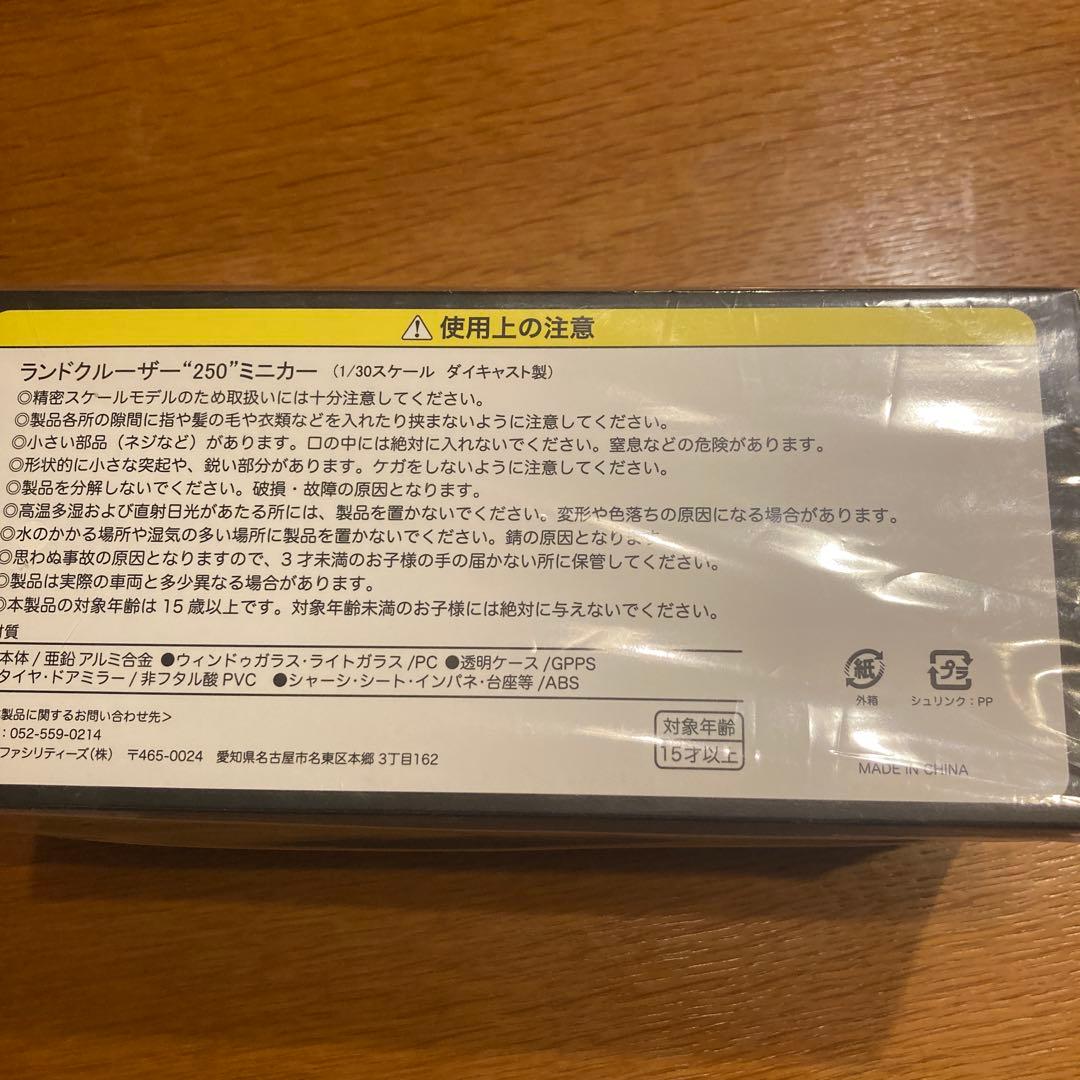 ⚠ 使用上の注意
ランドクルーザー“250”ミニカー (1/30スケール ダイキャスト製)
◎精密スケールモデルのため取扱いには十分注意してください。
◎製品各所の隙間に指や髪の毛や衣類などを入れたり挟まないように注意してください。
◎小さい部品(ネジなど)があります。口の中には絶対に入れないでください。窒息などの危険があります。
◎形状的に小さな突起や、鋭い部分があります。ケガをしないように注意してください。
◎製品を分解しないでください。破損・故障の原因となります。
◎高温多湿および直射日光があたる所には、製品を置かないでください。変形や色落ちの原因になる場合があります。
◎水のかかる場所や湿気の多い場所に製品を置かないでください。錆の原因となります。
◎思わぬ事故の原因となりますので、3才未満のお子様の手の届かない所に保管してください。
◎製品は実際の車両と多少異なる場合があります。
◎本製品の対象年齢は15歳以上です。対象年齢未満のお子様には絶対に与えないでください。
材質
本体/亜鉛 アルミ合金 ●ウィンドゥガラス・ライトガラス/PC ●透明ケース/GPPS
タイヤ・ドアミラー/非フタル酸PVC ●シャーシ・シート・インパネ・台座等/ABS
紙
外箱
プラ
シュリンク:PP
製品に関するお問い合わせ先>
:052-559-0214
ファシリティーズ(株) 〒465-0024 愛知県名古屋市名東区本郷3丁目162
対象年齢
15才以上
MADE IN CHINA